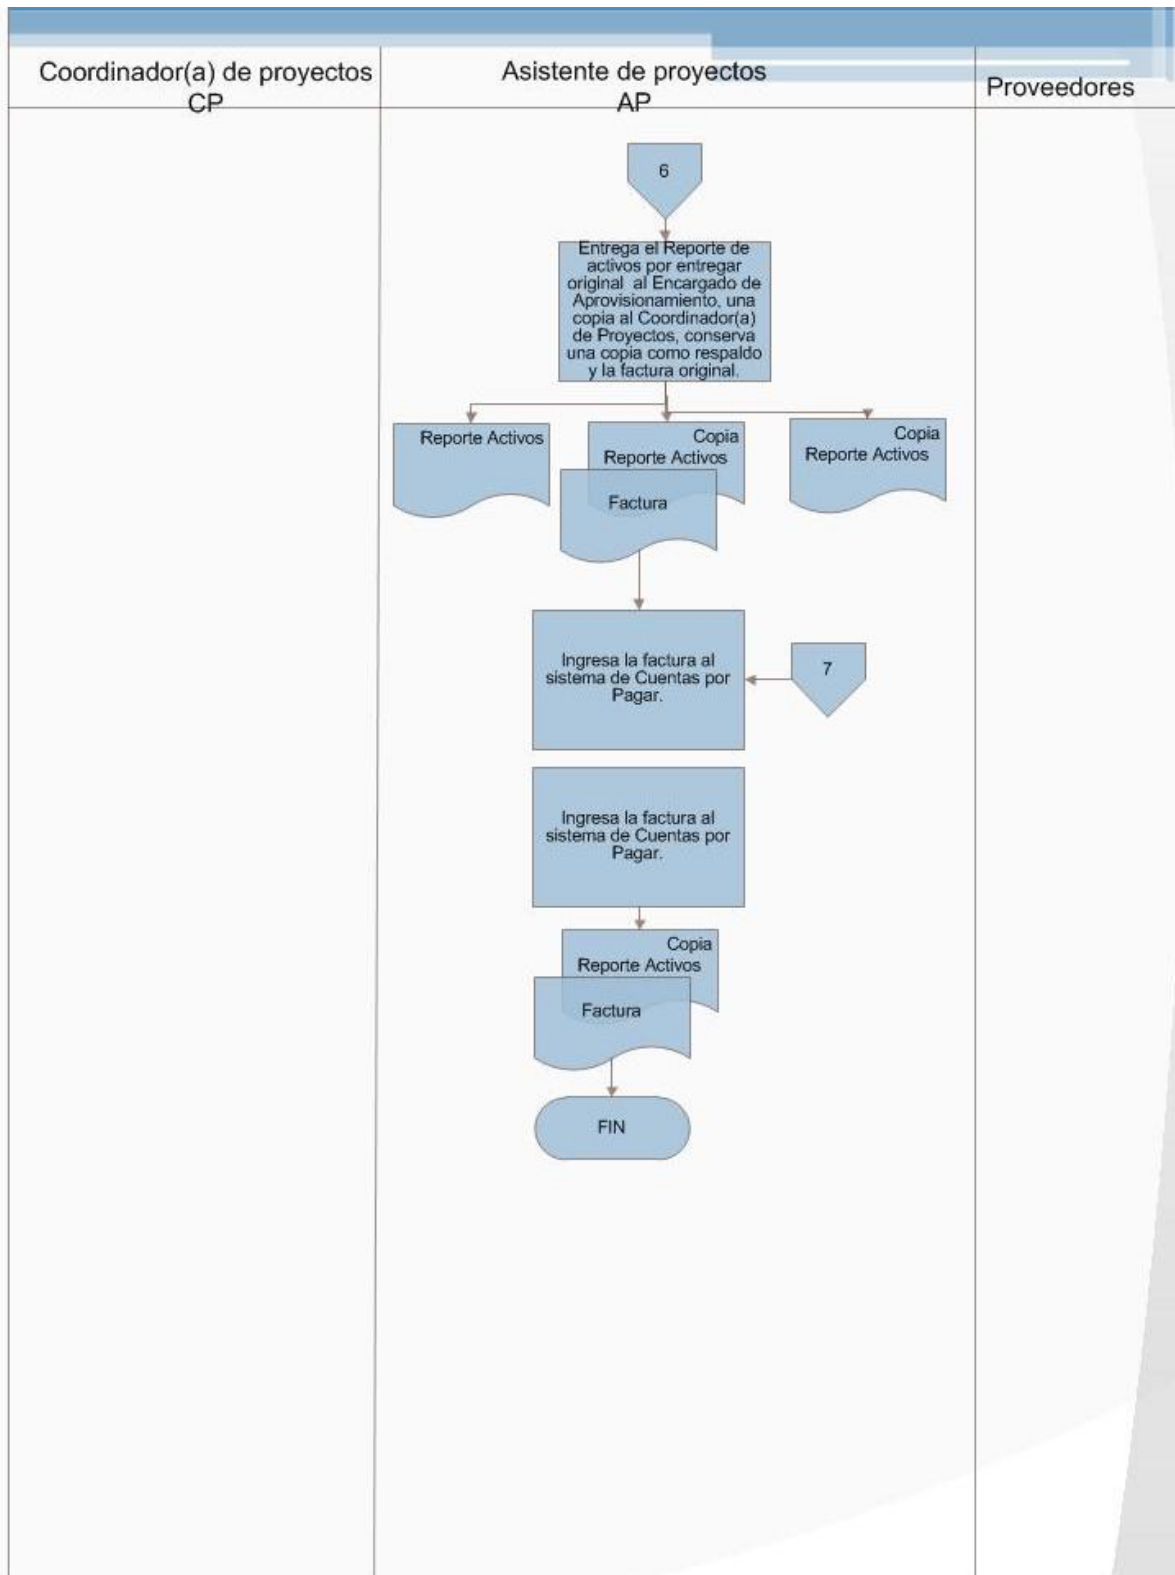 Coordinador(a) de proyectos
CP
Asistente de proyectos
AP
Proveedores
6
Entrega el Reporte de
activos por entregar
original al Encargado de
Aprovisionamiento, una
copia al Coordinador(a)
de Proyectos, conserva
una copia como respaldo
y la factura original.
Reporte Activos
Copia
Reporte Activos
Factura
Copia
Reporte Activos
Ingresa la factura al
sistema de Cuentas por
Pagar.
7
Ingresa la factura al
sistema de Cuentas por
Pagar.
Copia
Reporte Activos
Factura
FIN